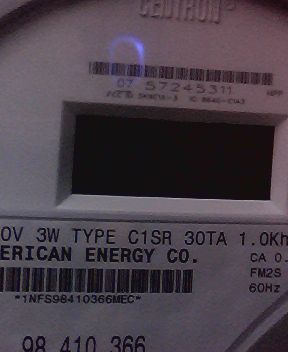 CENTRON
07 57245311
0V 3W TYPE C1SR 30TA 1.0Kh
ERICAN ENERGY CO. CA 0.
FM2S
60Hz
*1NFS98410366MEC*
98 410 366